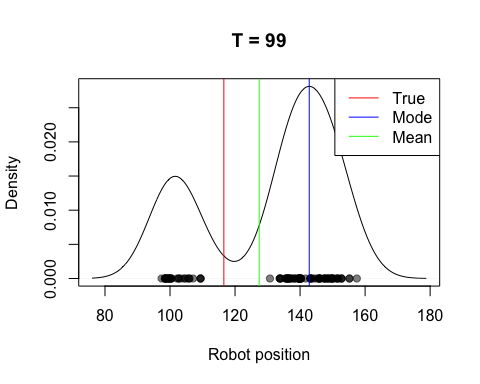 T = 99
True
Mode
Mean
Density
0.020
0.010
0.000
80 100 120 140 160 180
Robot position